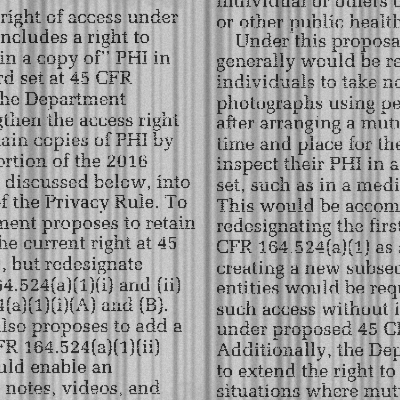 right of access under
ncludes a right to
in a copy of" PHI in
rd set at 45 CFR
he Department
gthen the access right
ain copies of PHI by
ortion of the 2016
discussed below, into
f the Privacy Rule. To
ment proposes to retain
he current right at 45
, but redesignate
64.524(a)(1)(i) and (ii)
4(a)(1)(i)(A) and (B).
lso proposes to add a
FR 164.524(a)(1)(ii)
uld enable an
notes, videos, and
individual or others o
or other public health
Under this proposa
generally would be re
individuals to take no
photographs using pe
after arranging a mut
time and place for the
inspect their PHI in a
set, such as in a medi
This would be accom
redesignating the first
CFR 164.524(a)(1) as
creating a new subsec
entities would be requ
such access without i
under proposed 45 CF
Additionally, the Dep
to extend the right to
situations where mut